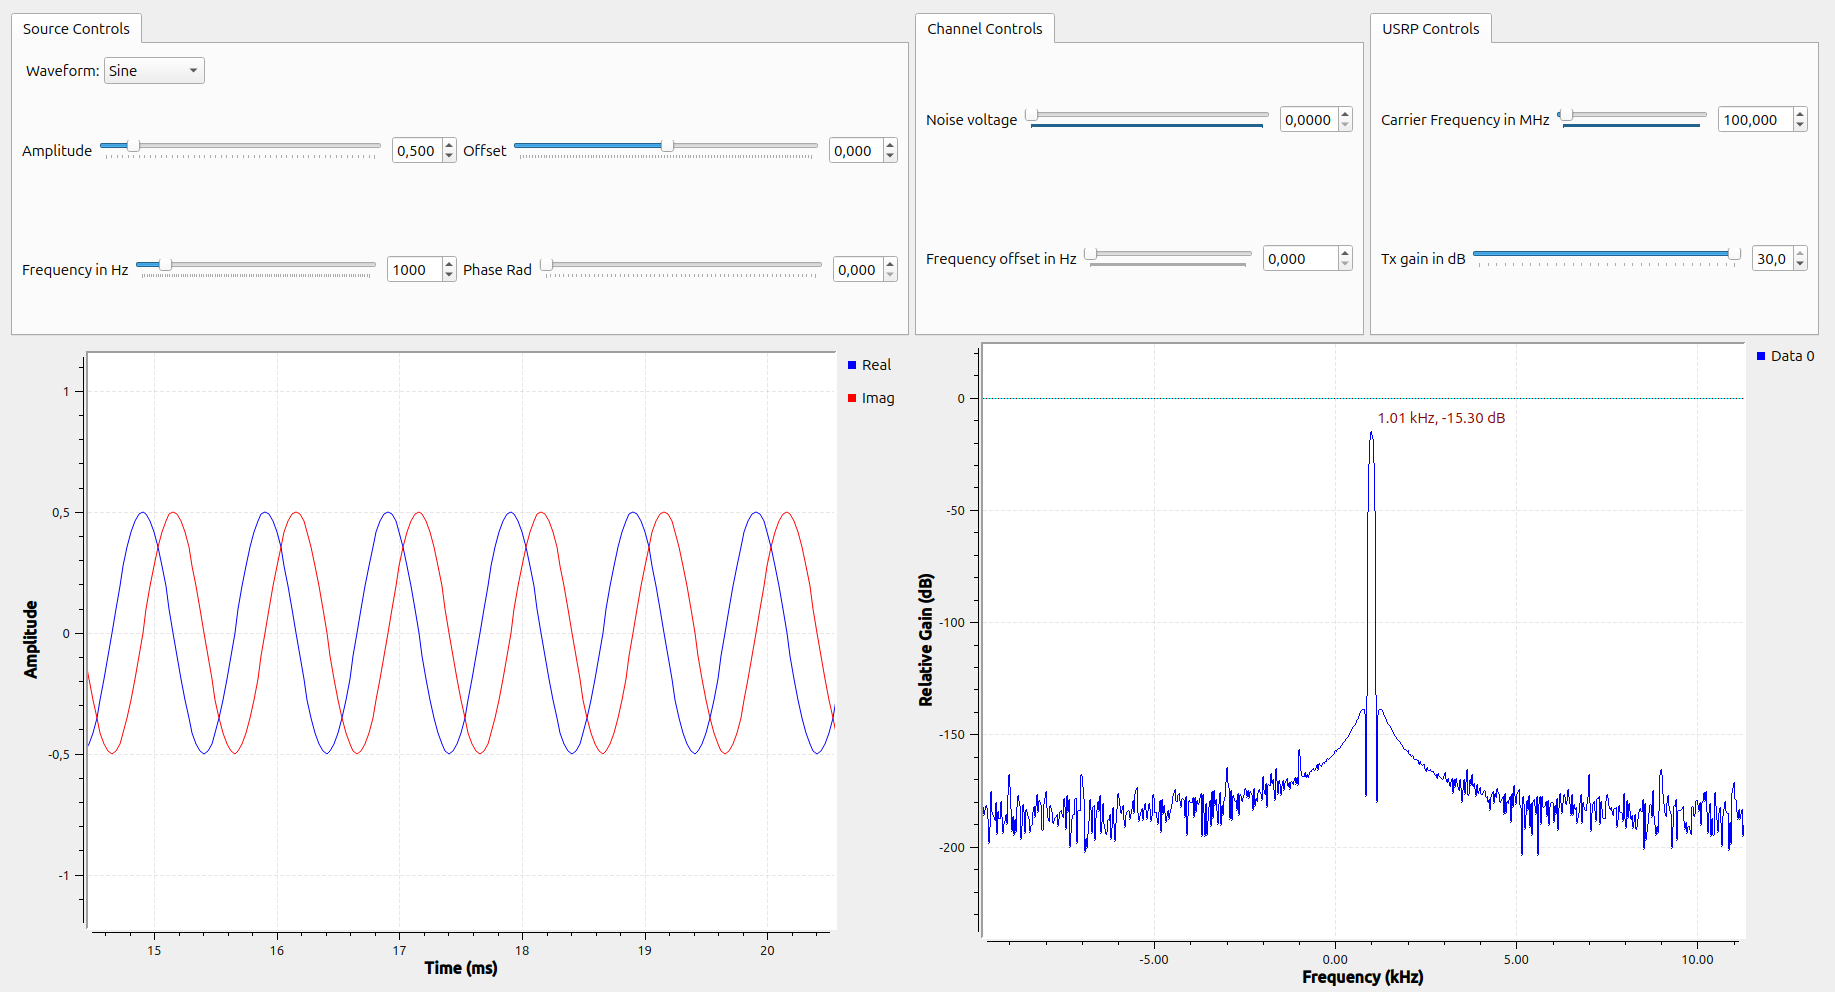 Source Controls
Waveform: Sine
Amplitude 0,500 Offset 0,000
Frequency in Hz 1000 Phase Rad 0,000
Channel Controls
Noise voltage 0,0000
Frequency offset in Hz 0,000
USRP Controls
Carrier Frequency in MHz 100,000
Tx gain in dB 30,0
Real
Imag
1
0,5
0
-0,5
-1
Amplitude
15 16 17 18 19 20
Time (ms)
Data 0
1.01 kHz, -15.30 dB
0
-50
-100
-150
-200
Relative Gain (dB)
-5.00 0.00 5.00 10.00
Frequency (kHz)